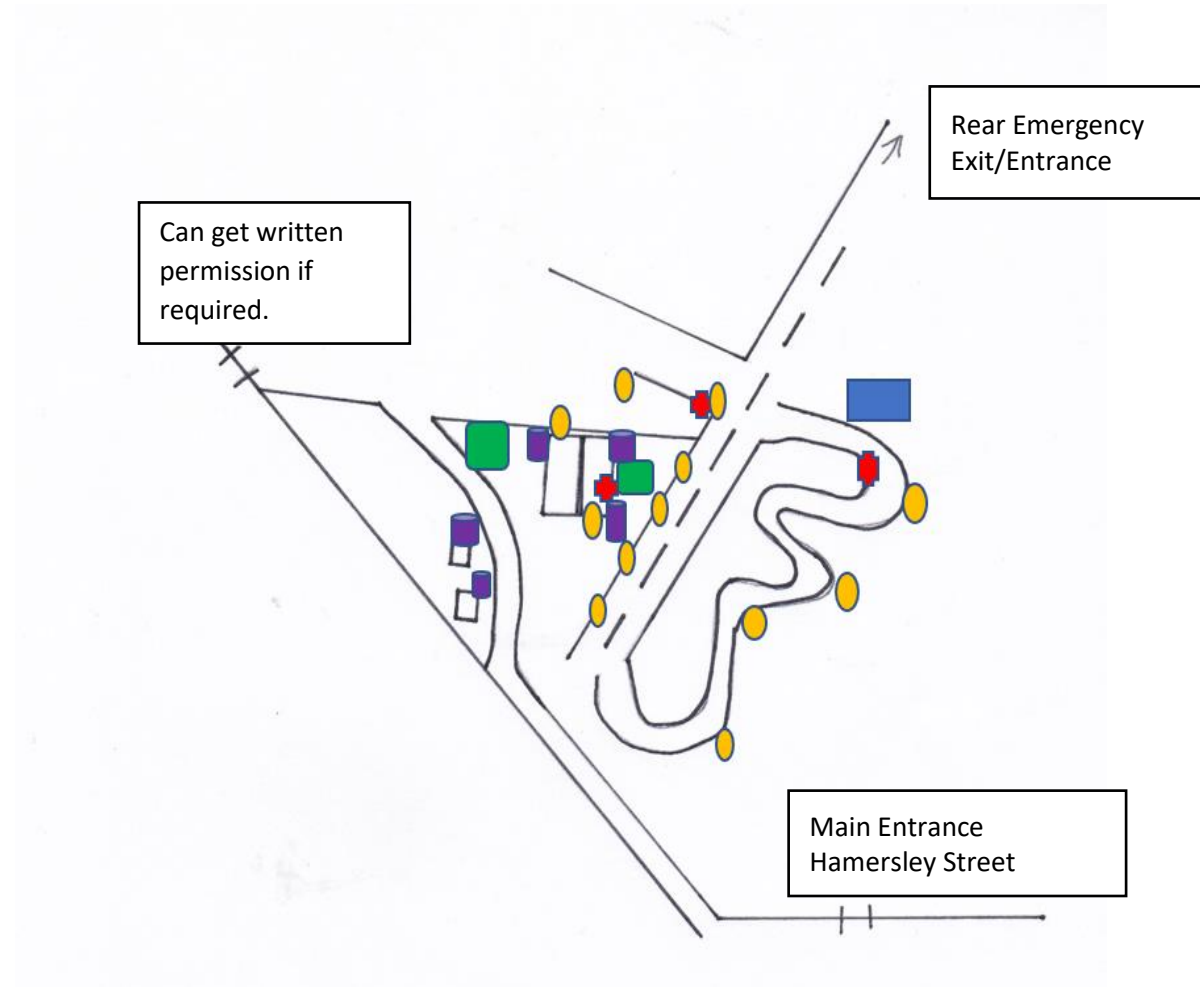 Rear Emergency
Exit/Entrance
Can get written
permission if
required.
Main Entrance
Hamersley Street